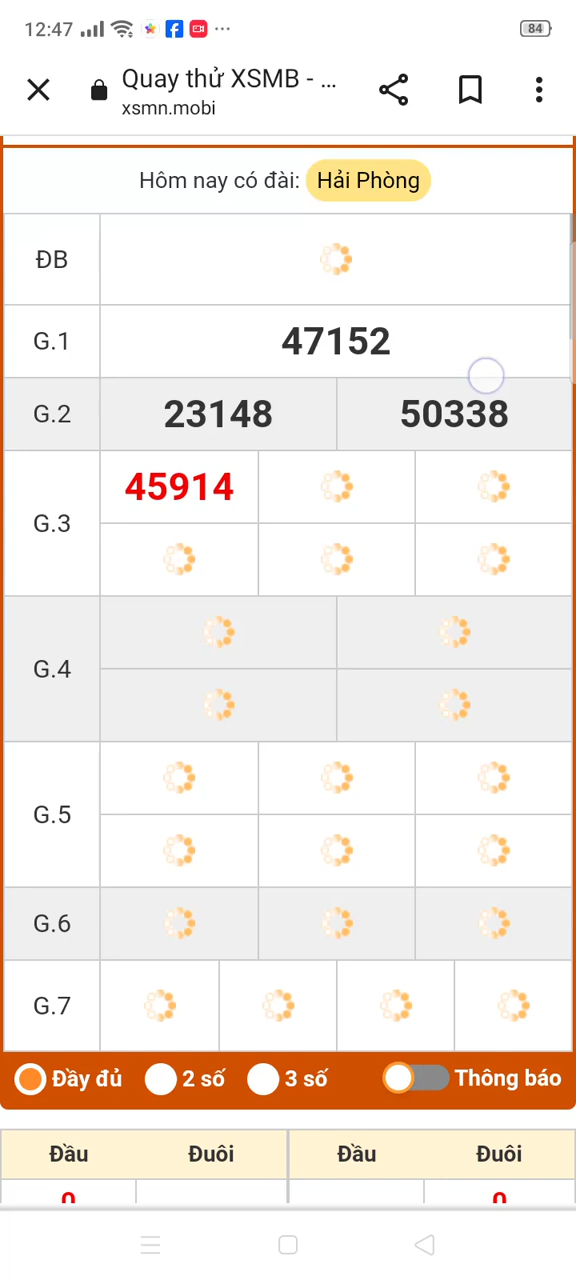 12:47
84
Quay thử XSMB - ...
xsmn.mobi
Hôm nay có đài: Hải Phòng
ĐB
G.1 47152
G.2 23148 50338
G.3 45914
G.4
G.5
G.6
G.7
Đầy đủ 2 số 3 số Thông báo
Đầu Đuôi Đầu Đuôi
0 0